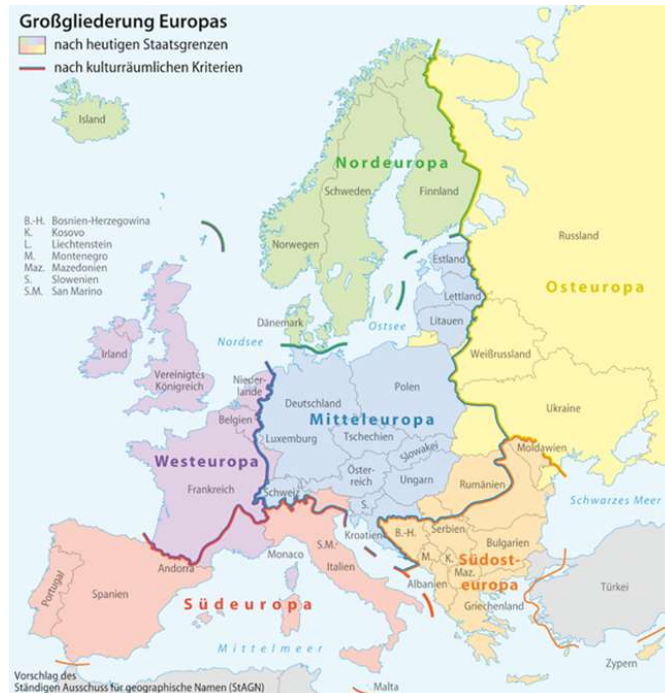 Großgliederung Europas
nach heutigen Staatsgrenzen
nach kulturräumlichen Kriterien
Island
Nordeuropa
Schweden
Finnland
B.-H. Bosnien-Herzegowina
K. Kosovo
L. Liechtenstein
M. Montenegro
Maz. Mazedonien
S. Slowenien
S.M. San Marino
Norwegen
Russland
Estland
Osteuropa
Lettland
Dänemark
Ostsee
Litauen
Nordsee
Irland
Weißrussland
Vereinigtes
Königreich
Nieder-
lande
Deutschland
Polen
Belgien
Mitteleuropa
Ukraine
Luxemburg
Tschechien
Westeuropa
Slowakei
Moldawien
Öster-
reich
Frankreich
Schweiz
Ungarn
Rumänien
S.
Schwarzes Meer
Kroatien
B.-H.
Serbien
Andorra
Monaco
S.M.
Bulgarien
M.
K.
Südost-
europa
Portugal
Spanien
Italien
Maz.
Albanien
Türkei
Südeuropa
Griechenland
Mittelmeer
Zypern
Vorschlag des
Ständigen Ausschuss für geographische Namen (StAGN)
Malta